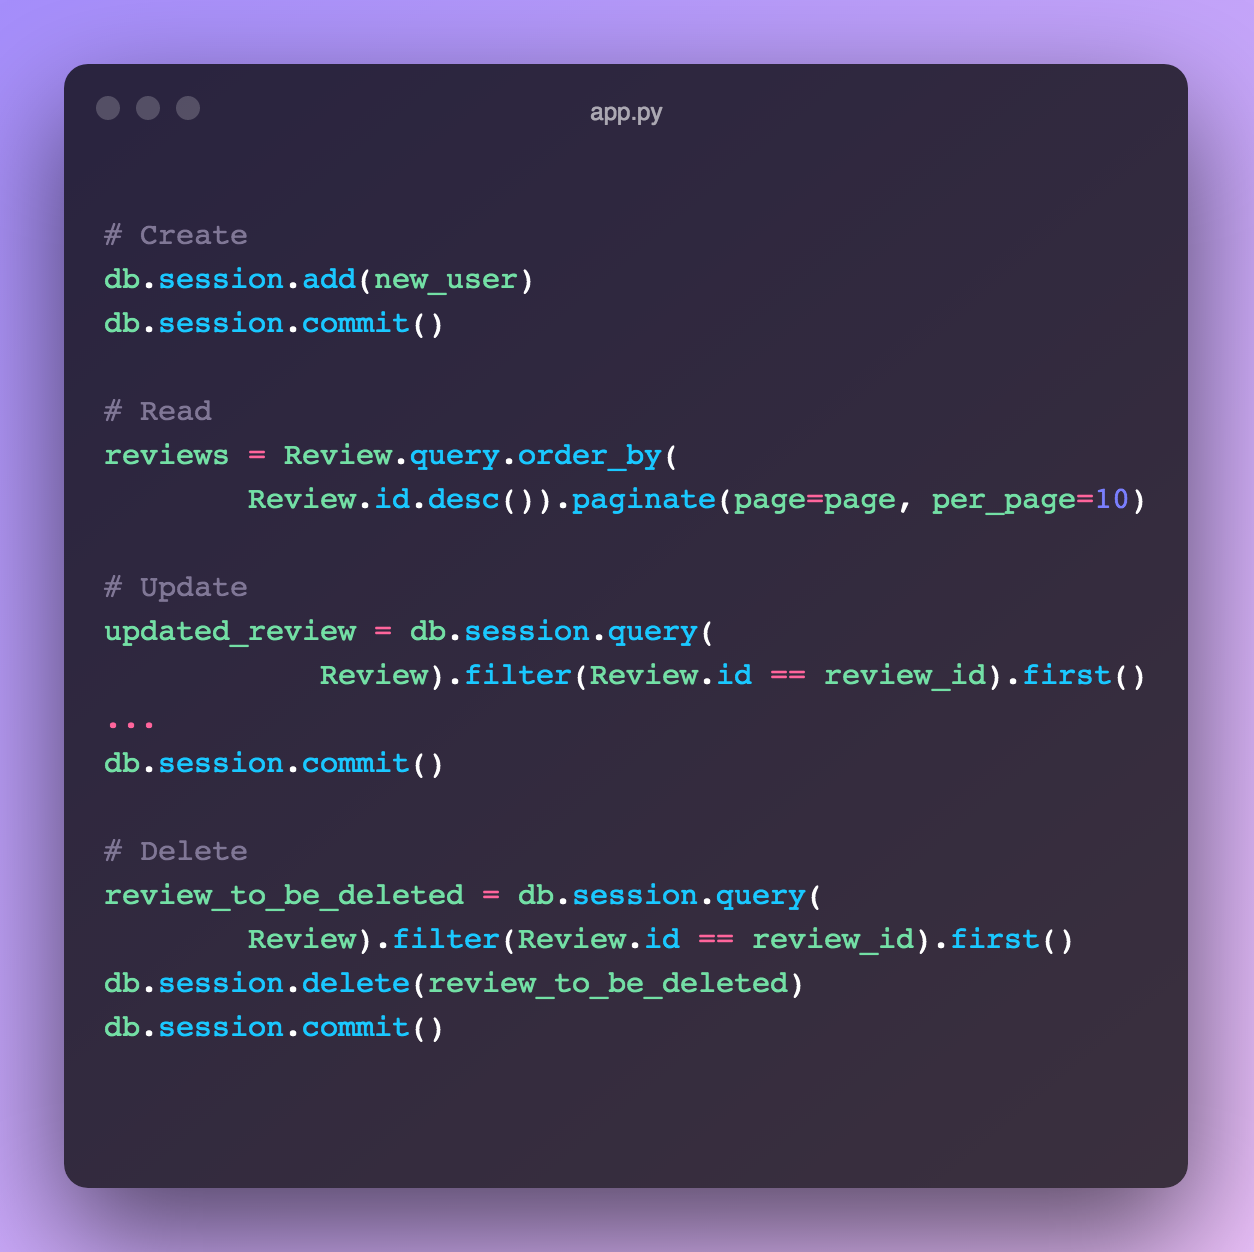 app.py
# Create
db.session.add(new_user)
db.session.commit()
# Read
reviews = Review.query.order_by(
        Review.id.desc()).paginate(page=page, per_page=10)
# Update
updated_review = db.session.query(
            Review).filter(Review.id == review_id).first()
...
db.session.commit()
# Delete
review_to_be_deleted = db.session.query(
        Review).filter(Review.id == review_id).first()
db.session.delete(review_to_be_deleted)
db.session.commit()